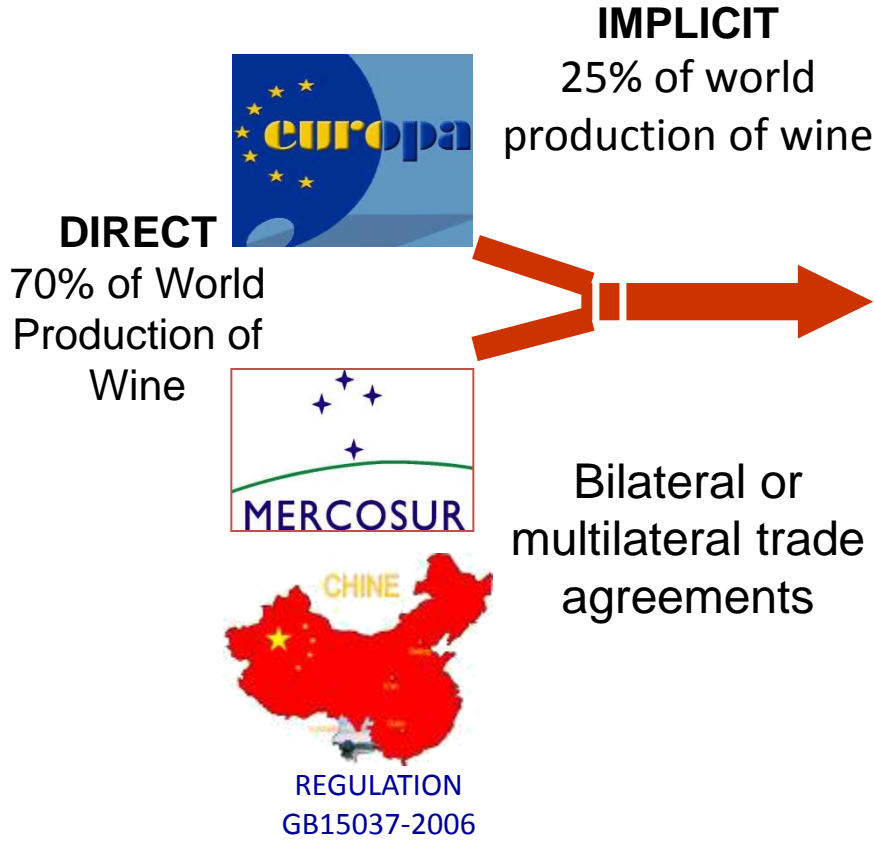 IMPLICIT
25% of world
production of wine
europa
DIRECT
70% of World
Production of
Wine
MERCOSUR
Bilateral or
multilateral trade
agreements
CHINE
REGULATION
GB15037-2006